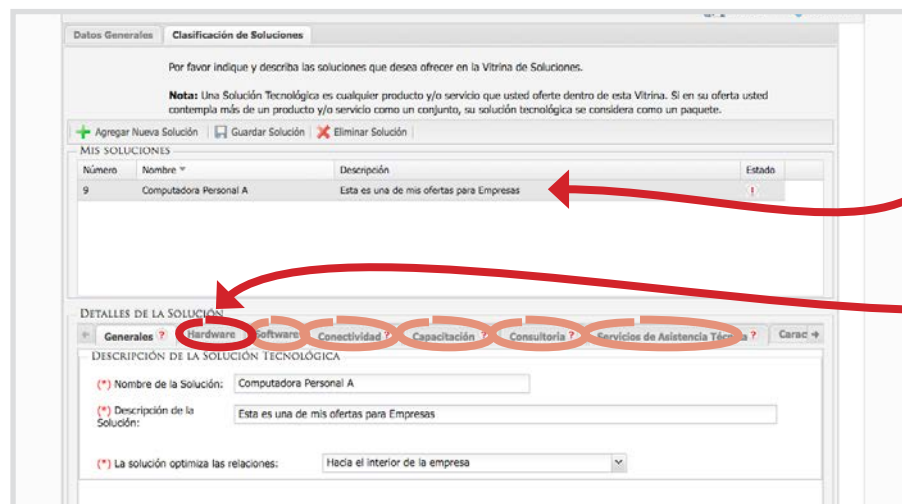 Datos Generales Clasificación de Soluciones
Por favor indique y describa las soluciones que desea ofrecer en la Vitrina de Soluciones.
Nota: Una Solución Tecnológica es cualquier producto y/o servicio que usted oferte dentro de esta Vitrina. Si en su oferta usted
contempla más de un producto y/o servicio como un conjunto, su solución tecnológica se considera como un paquete.
Agregar Nueva Solución Guardar Solución Eliminar Solución
MIS SOLUCIONES
Número Nombre Descripción Estado
9 Computadora Personal A Esta es una de mis ofertas para Empresas !
DETALLES DE LA SOLUCIÓN
Generales ? Hardware Software Conectividad ? Capacitación ? Consultoria ? Servicios de Asistencia Técnica ? Carac
DESCRIPCIÓN DE LA SOLUCIÓN TECNOLÓGICA
(*) Nombre de la Solución: Computadora Personal A
(*) Descripción de la
Solución: Esta es una de mis ofertas para Empresas
(*) La solución optimiza las relaciones: Hacia el interior de la empresa